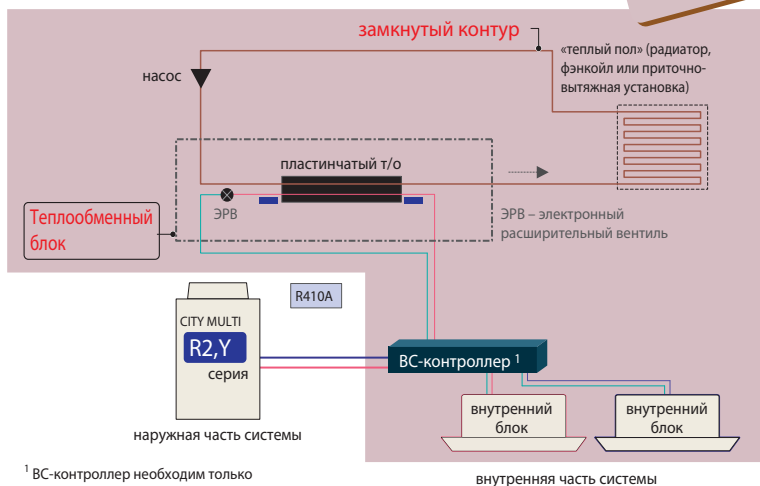 замкнутый контур
«теплый пол» (радиатор,
фэнкойл или приточно-
вытяжная установка)
насос
пластинчатый т/о
ЭРВ
ЭРВ – электронный
расширительный вентиль
Теплообменный
блок
R410A
CITY MULTI
R2,Y
серия
BC-контроллер 1
внутренний
блок
внутренний
блок
наружная часть системы
внутренняя часть системы
1 BC-контроллер необходим только